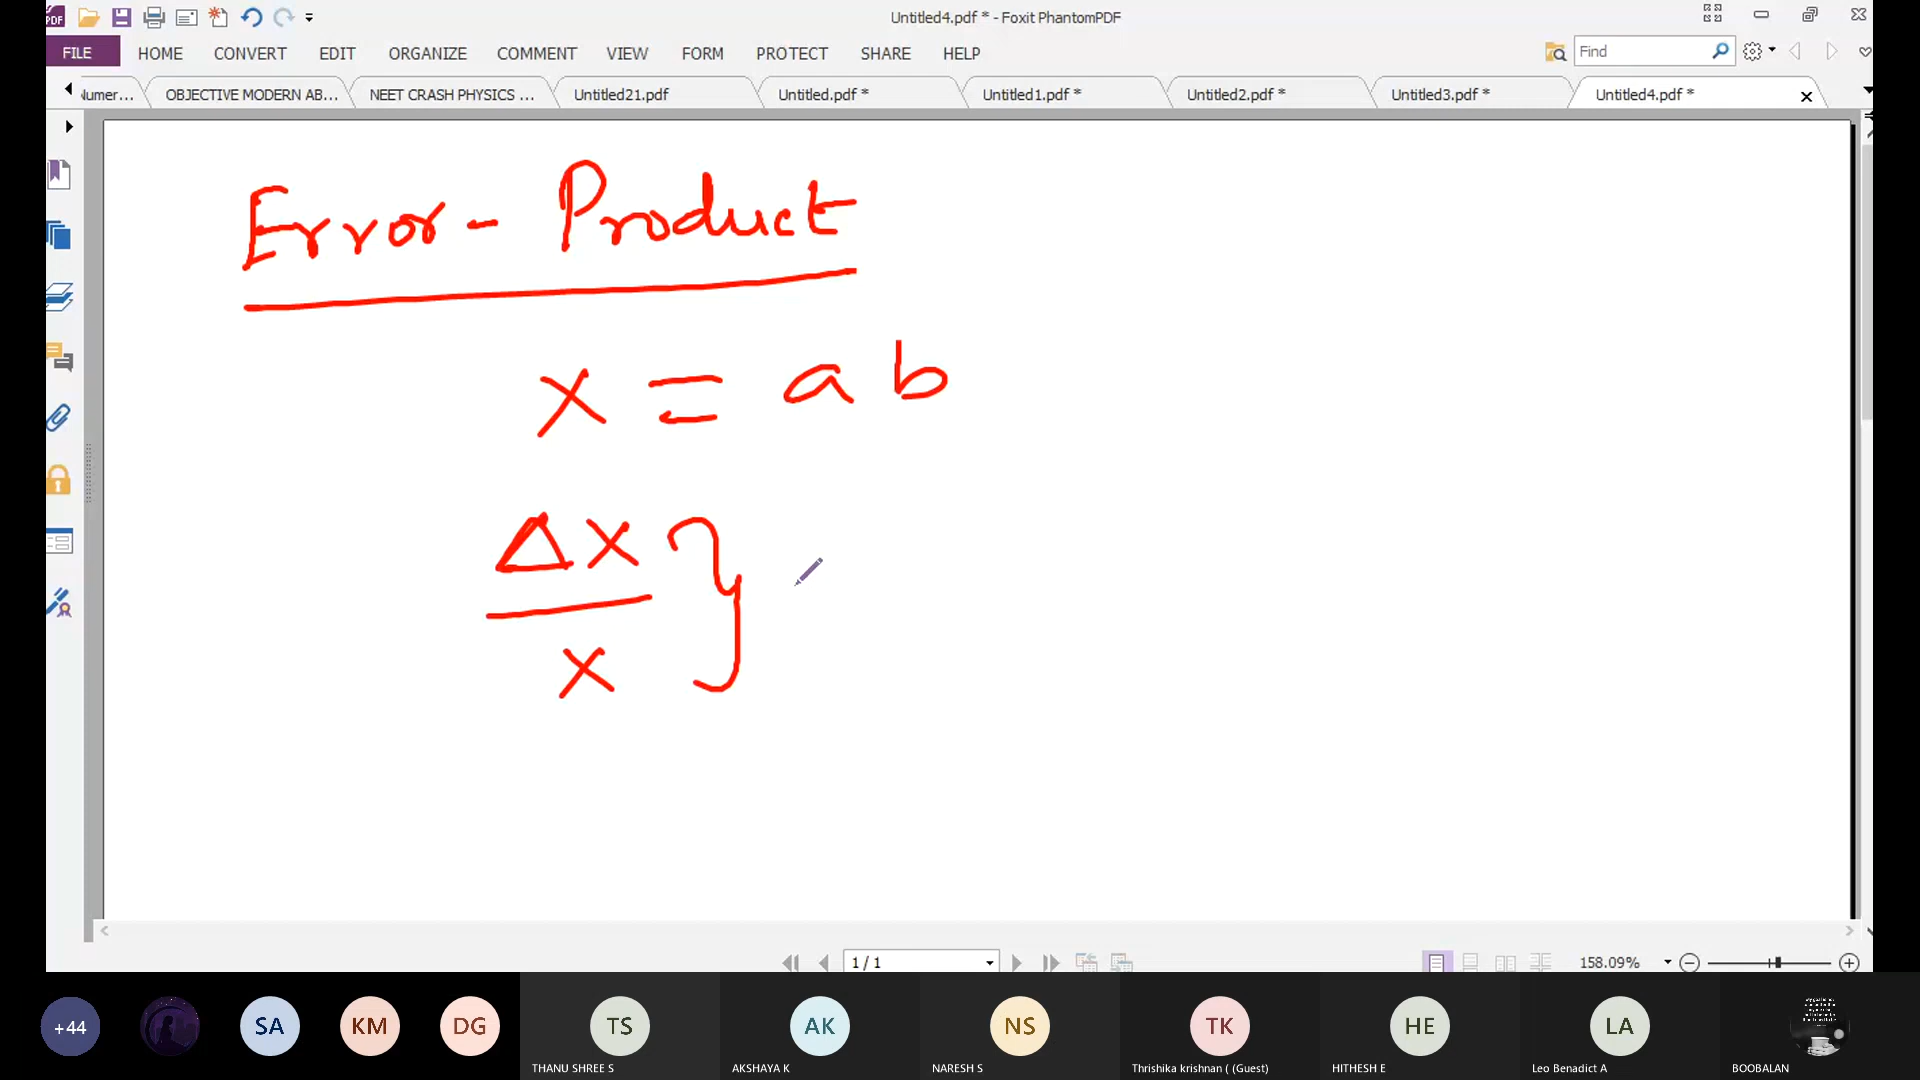 Untitled4.pdf * - Foxit PhantomPDF
FILE HOME CONVERT EDIT ORGANIZE COMMENT VIEW FORM PROTECT SHARE HELP Find
OBJECTIVE MODERN AB... NEET CRASH PHYSICS ... Untitled21.pdf Untitled.pdf * Untitled1.pdf * Untitled2.pdf * Untitled3.pdf * Untitled4.pdf *
Error - Product
x = a b
Δx
x
1 / 1 158.09%
+44 SA KM DG TS AK NS TK HE LA
THANU SHREE S AKSHAYA K NARESH S Thrishika krishnan ( (Guest) HITHESH E Leo Benadict A BOOBALAN